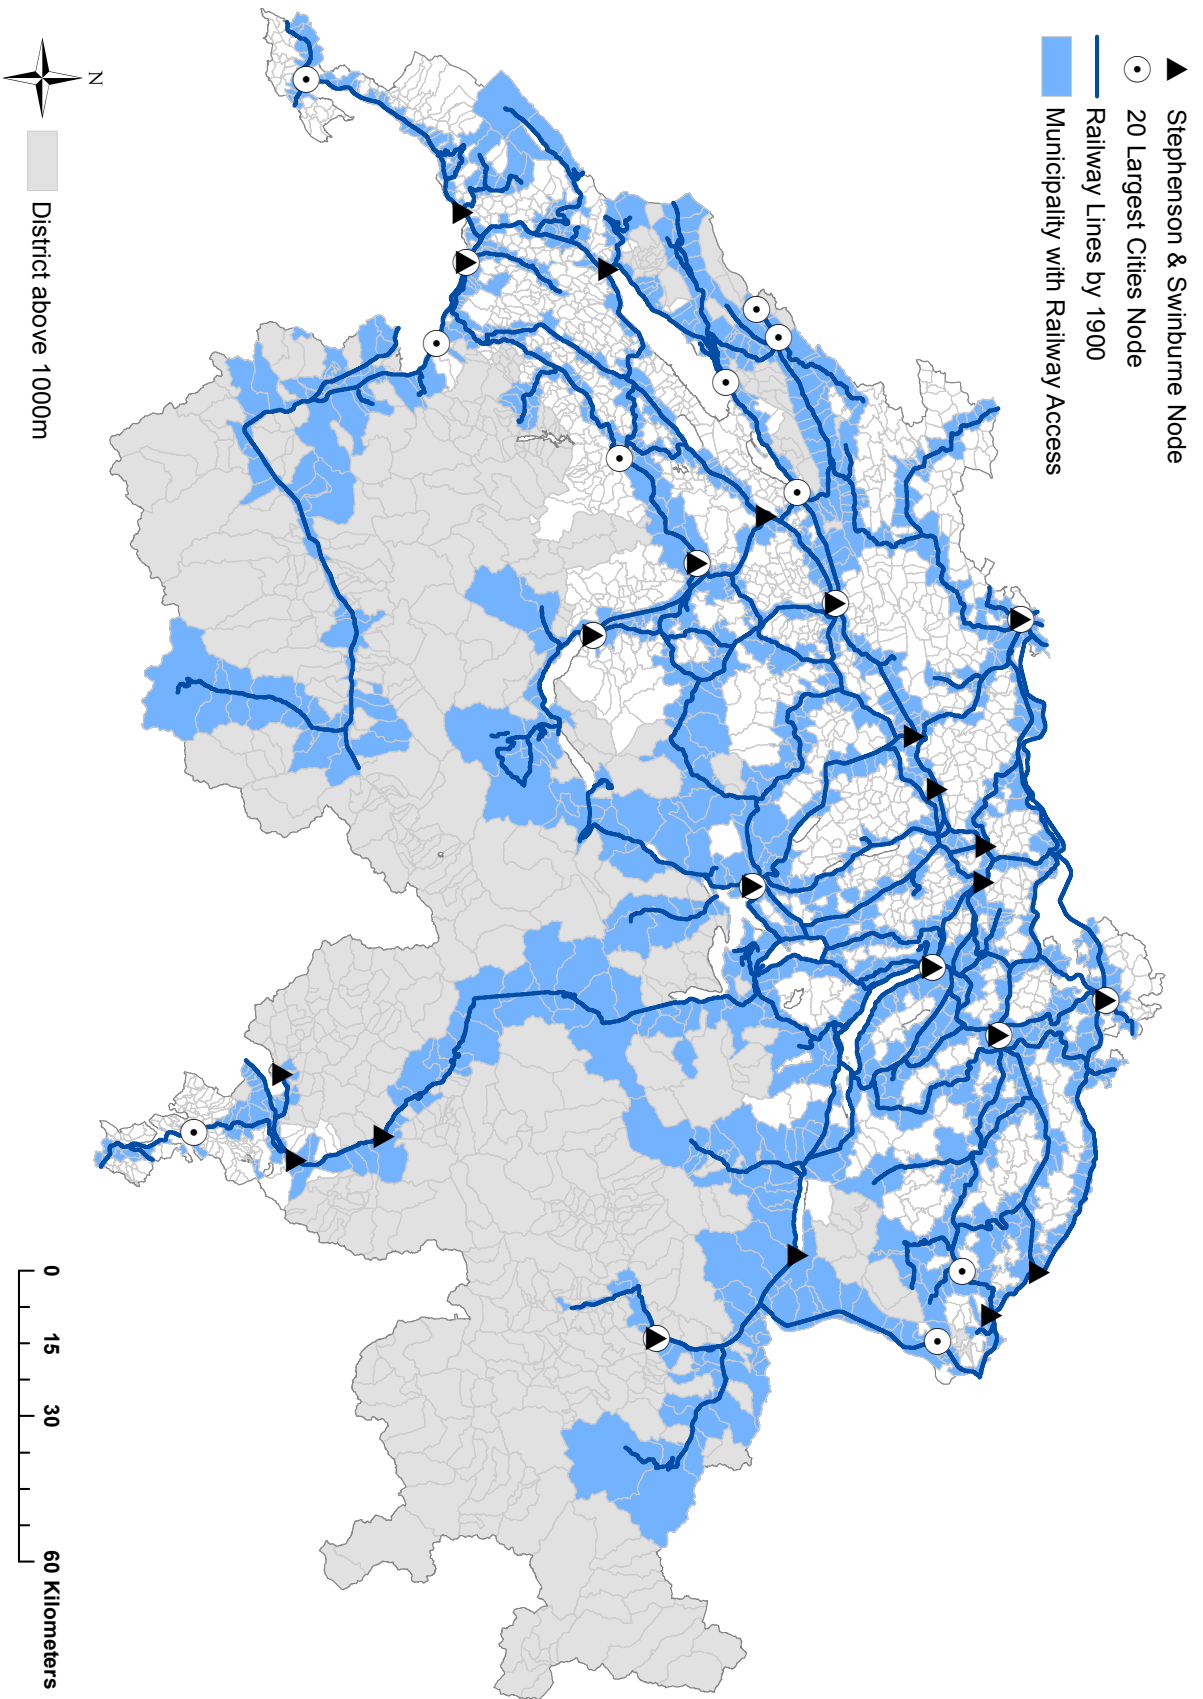 Stephenson & Swinburne Node
20 Largest Cities Node
Railway Lines by 1900
Municipality with Railway Access
N
District above 1000m
0 15 30 60 Kilometers